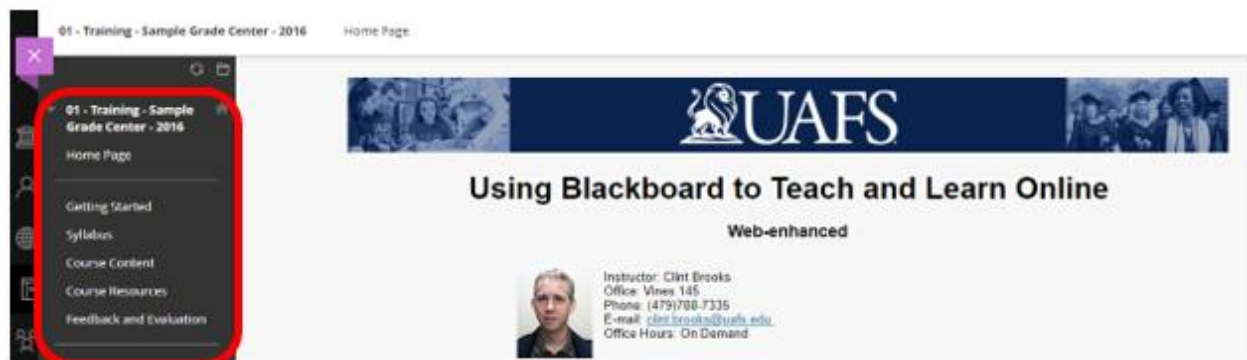 01 - Training - Sample Grade Center - 2016
Home Page
01 - Training - Sample
Grade Center - 2016
Home Page
Getting Started
Syllabus
Course Content
Course Resources
Feedback and Evaluation
UAFS
Using Blackboard to Teach and Learn Online
Web-enhanced
Instructor: Clint Brooks
Office: Vines 145
Phone: (479)788-7335
E-mail: clint.brooks@uafs.edu
Office Hours: On Demand